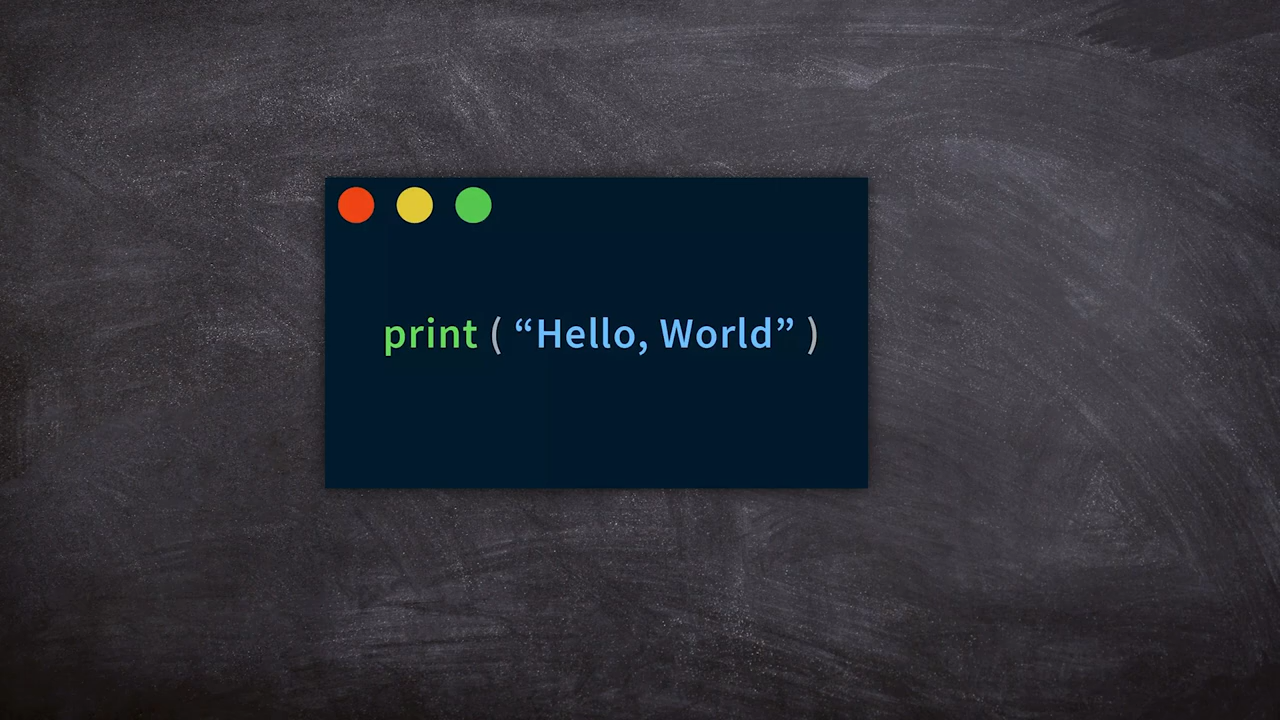 print ( “Hello, World” )